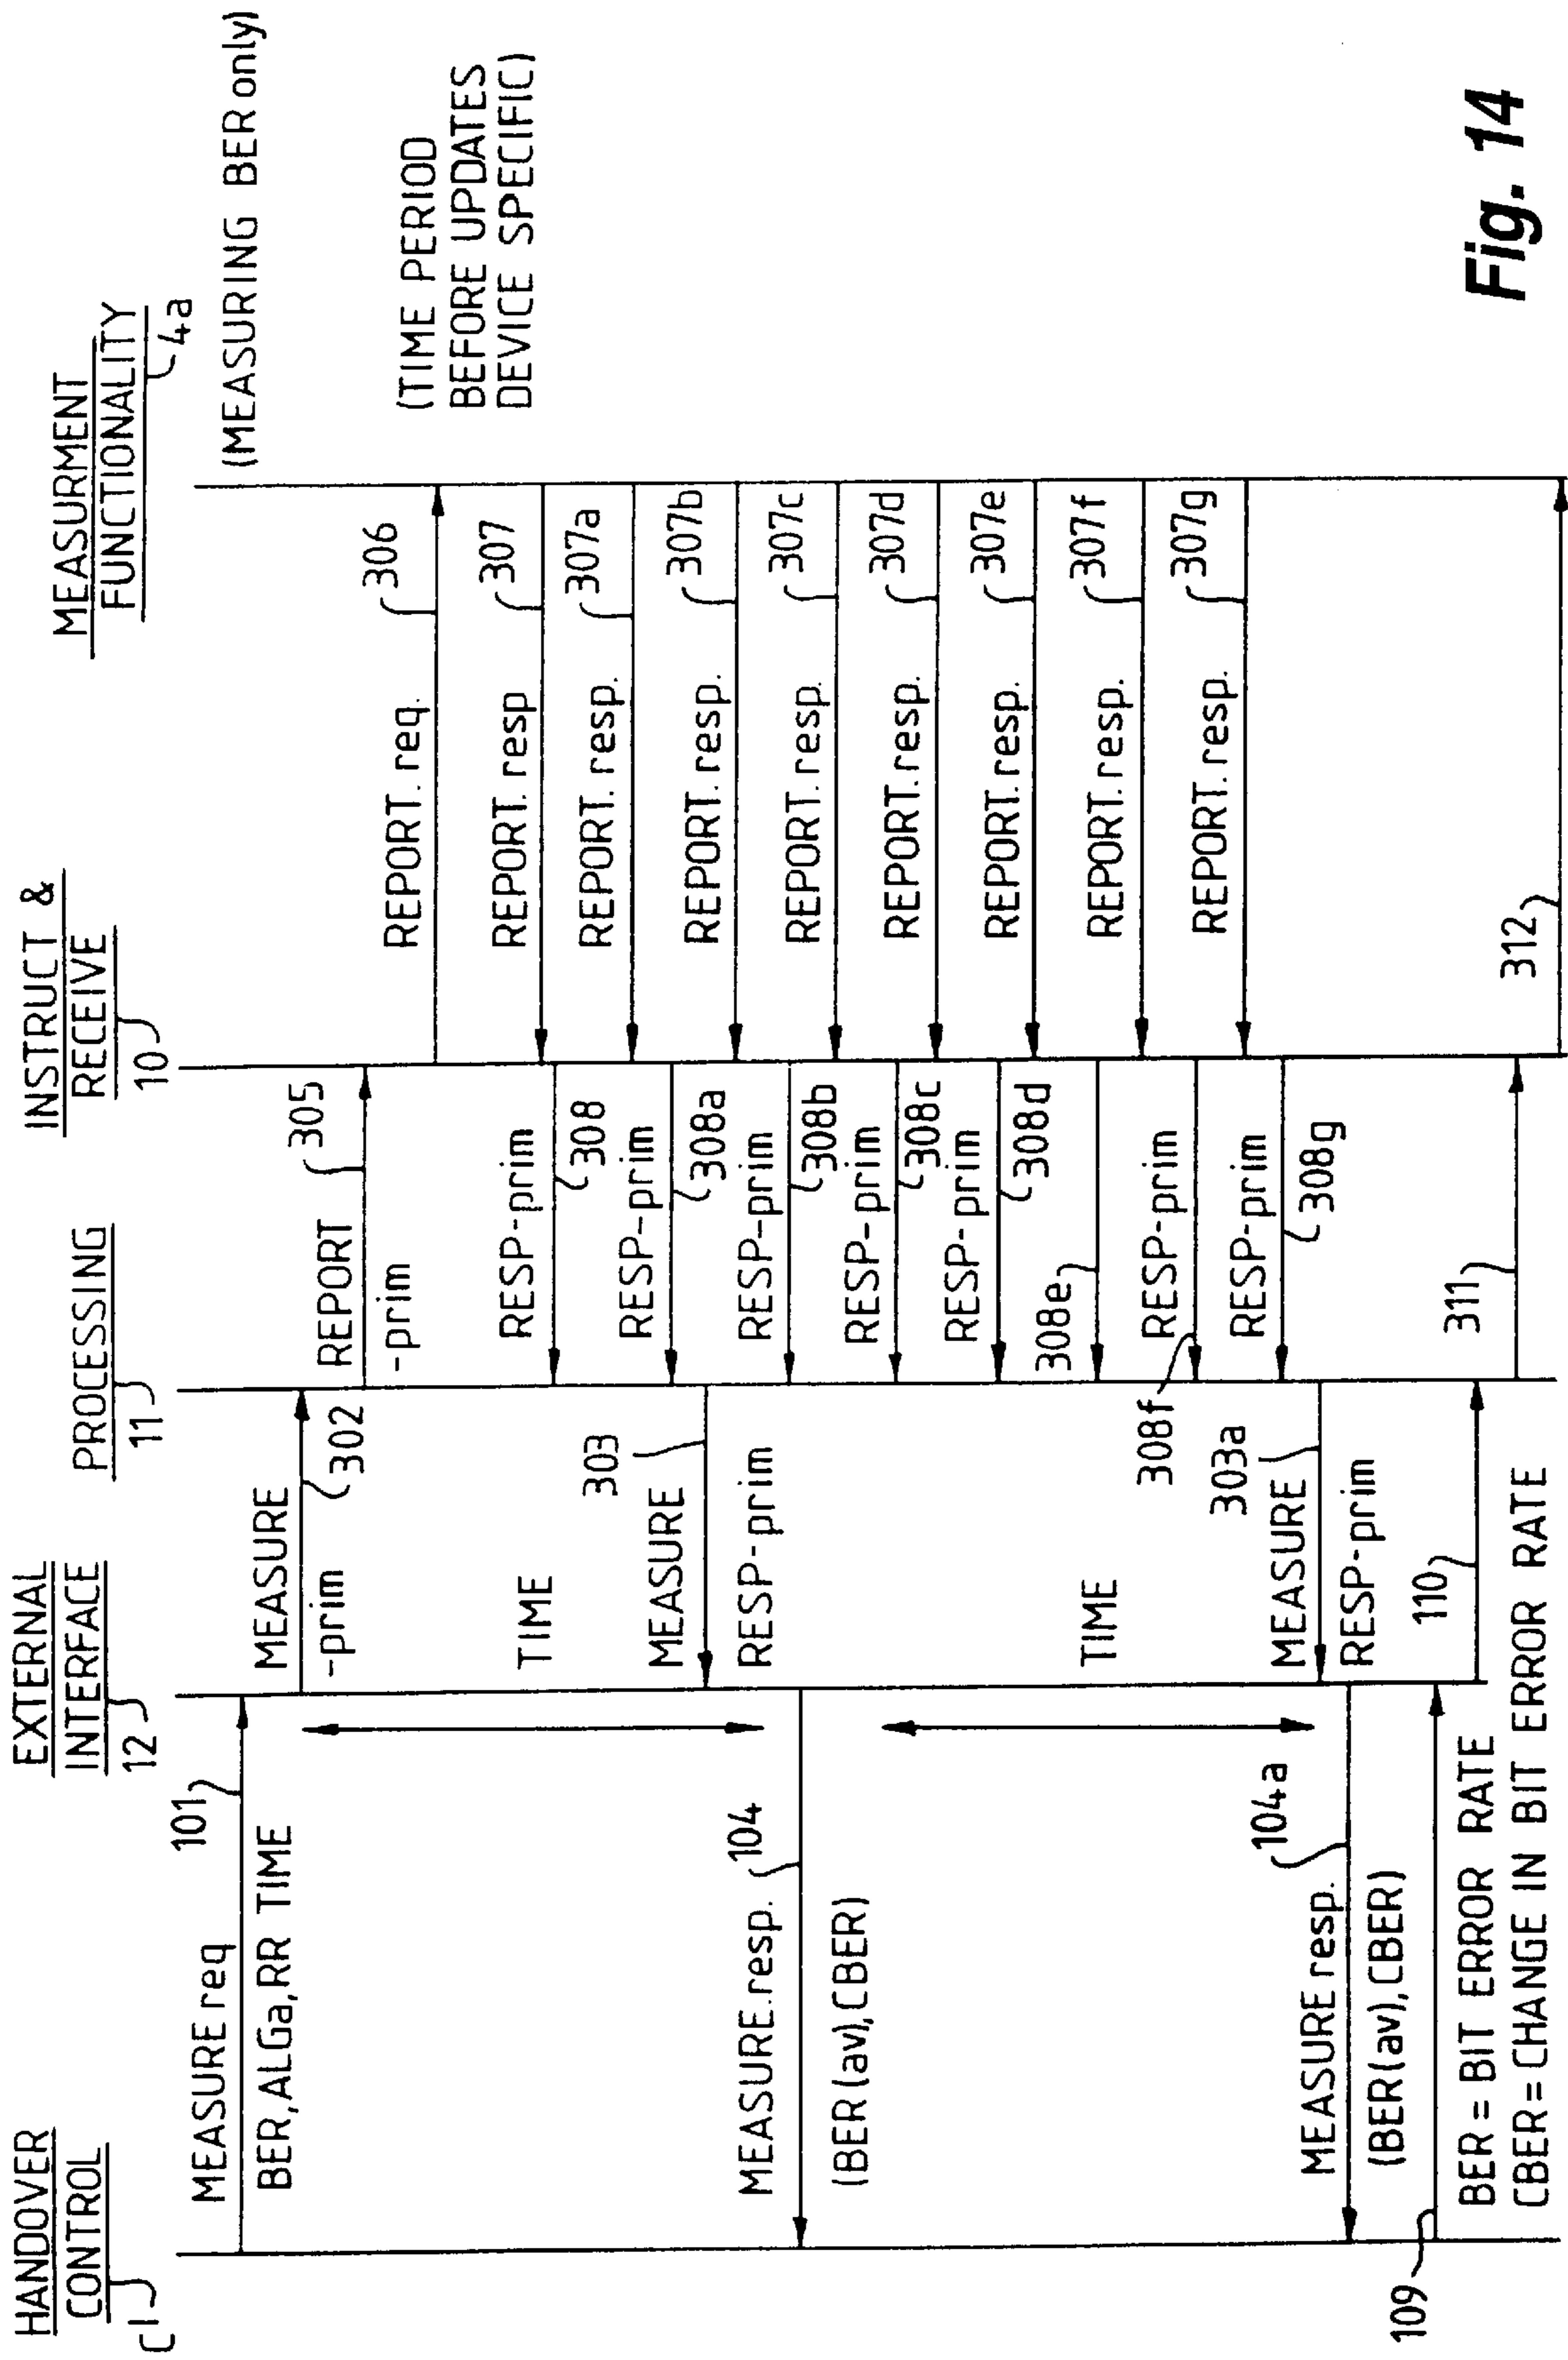 HANDOVER
CONTROL
C1
EXTERNAL
INTERFACE
12
PROCESSING
11
INSTRUCT &
RECEIVE
10
MEASURMENT
FUNCTIONALITY
4a
(MEASURING BER only)
MEASURE req
101
BER,ALGa,RR TIME
MEASURE
-prim
302
REPORT
-prim
305
REPORT. req.
306
(TIME PERIOD
BEFORE UPDATES
DEVICE SPECIFIC)
TIME
REPORT. resp
307
RESP-prim
308
REPORT. resp.
307a
RESP-prim
308a
MEASURE
RESP-prim
303
REPORT. resp.
307b
RESP-prim
308b
MEASURE.resp.
104
(BER(av),CBER)
REPORT. resp.
307c
RESP-prim
308c
REPORT.resp.
307d
RESP-prim
308d
REPORT.resp.
307e
308e
TIME
REPORT. resp.
307f
RESP-prim
308f
REPORT.resp.
307g
RESP-prim
308g
MEASURE
RESP-prim
303a
MEASURE resp.
104a
(BER(av),CBER)
109
110
311
312
BER = BIT ERROR RATE
CBER = CHANGE IN BIT ERROR RATE
Fig. 14